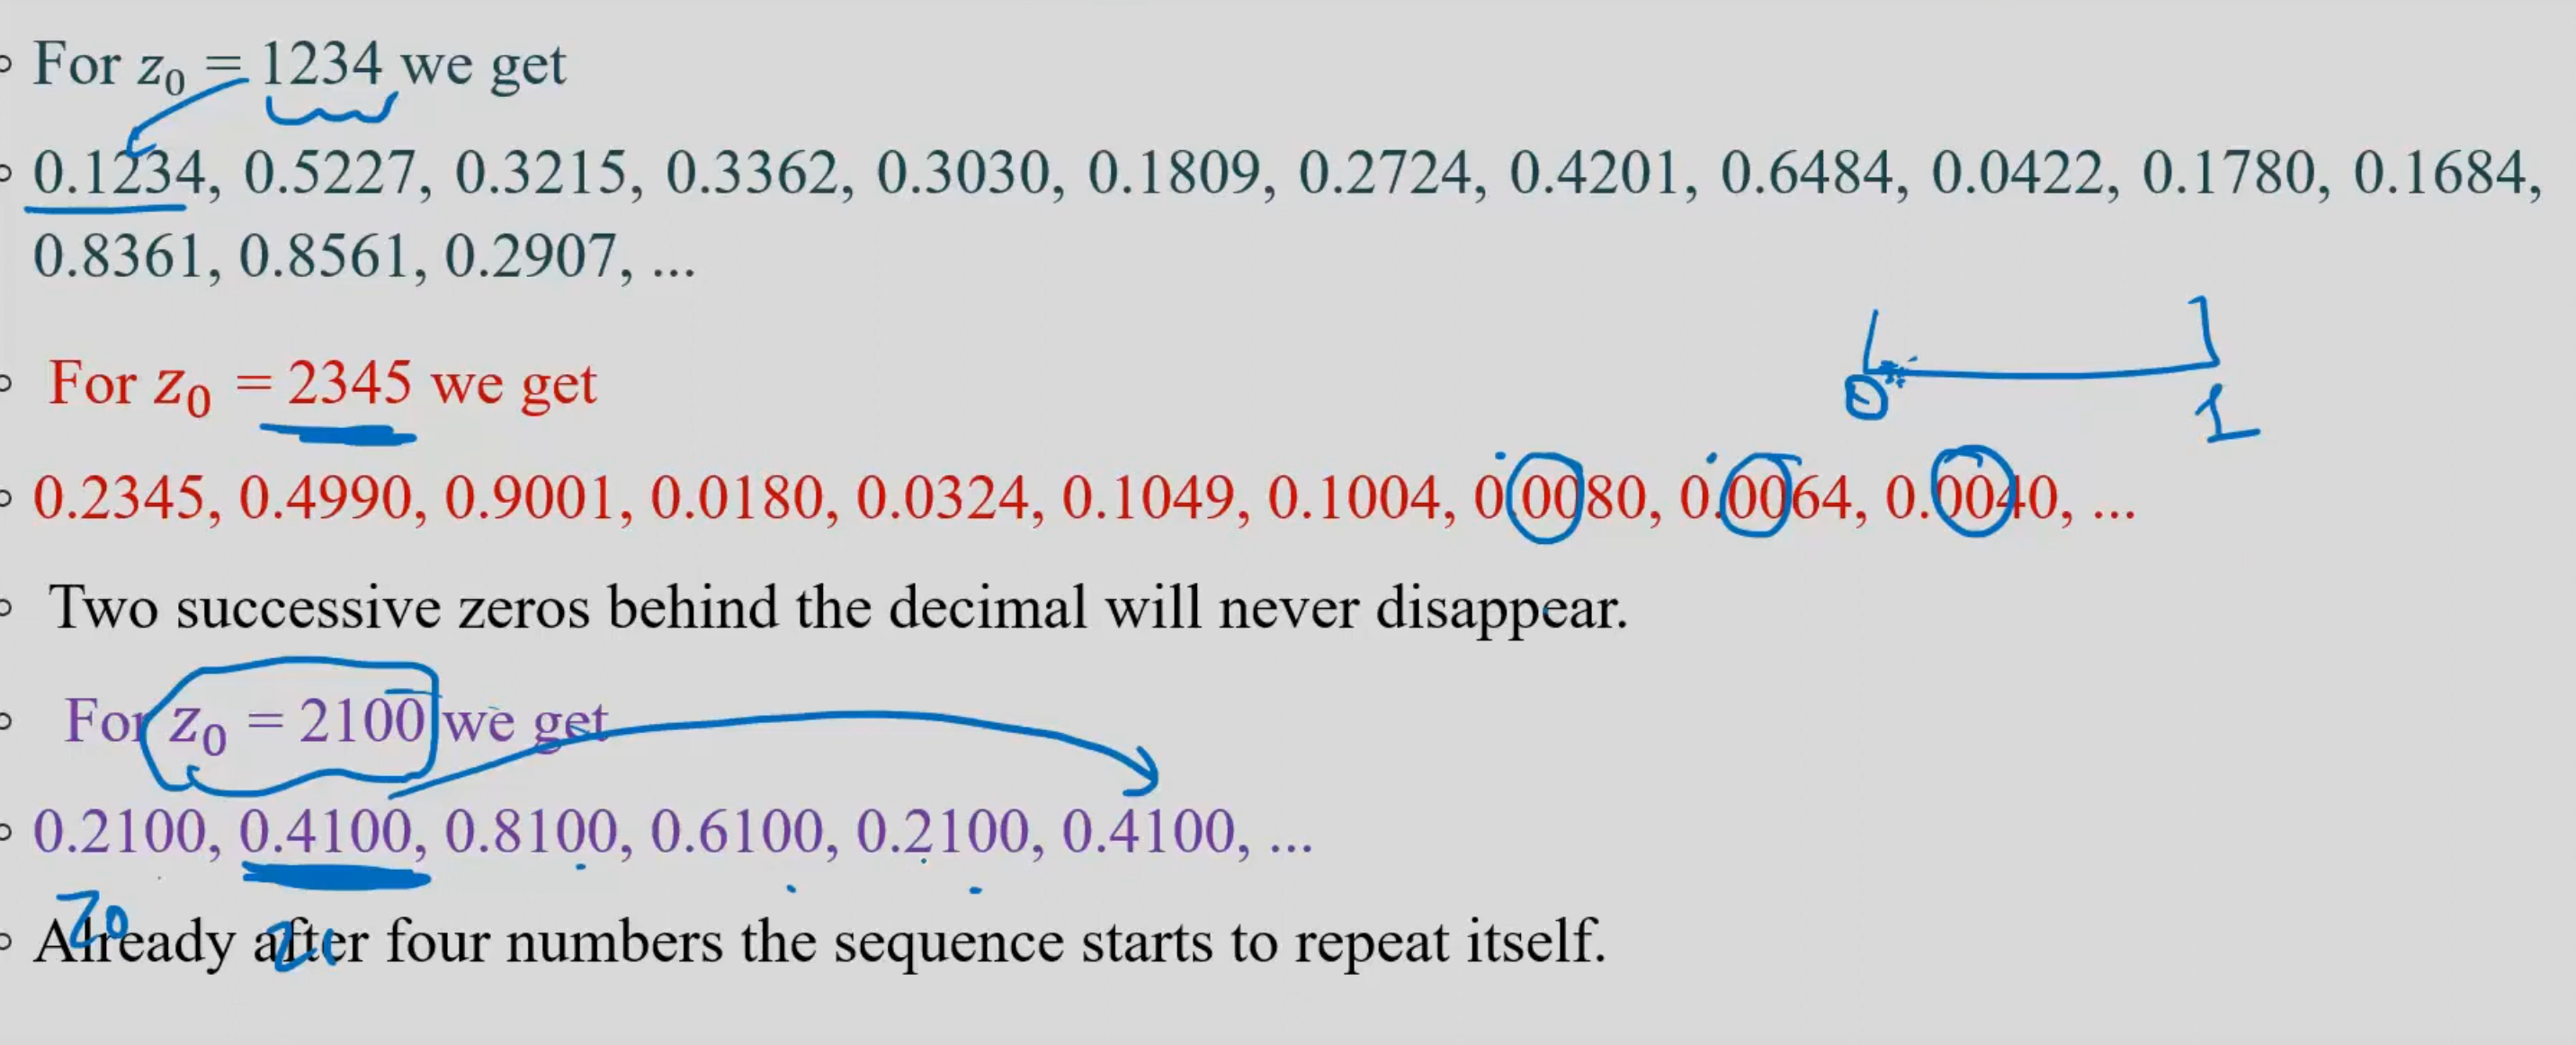 For z₀ = 1234 we get
0.1234, 0.5227, 0.3215, 0.3362, 0.3030, 0.1809, 0.2724, 0.4201, 0.6484, 0.0422, 0.1780, 0.1684,
0.8361, 0.8561, 0.2907, ...
For z₀ = 2345 we get
0 1
0.2345, 0.4990, 0.9001, 0.0180, 0.0324, 0.1049, 0.1004, 0.0080, 0.0064, 0.0040, ...
Two successive zeros behind the decimal will never disappear.
For z₀ = 2100 we get
0.2100, 0.4100, 0.8100, 0.6100, 0.2100, 0.4100, ...
z₀ z₁
Already after four numbers the sequence starts to repeat itself.